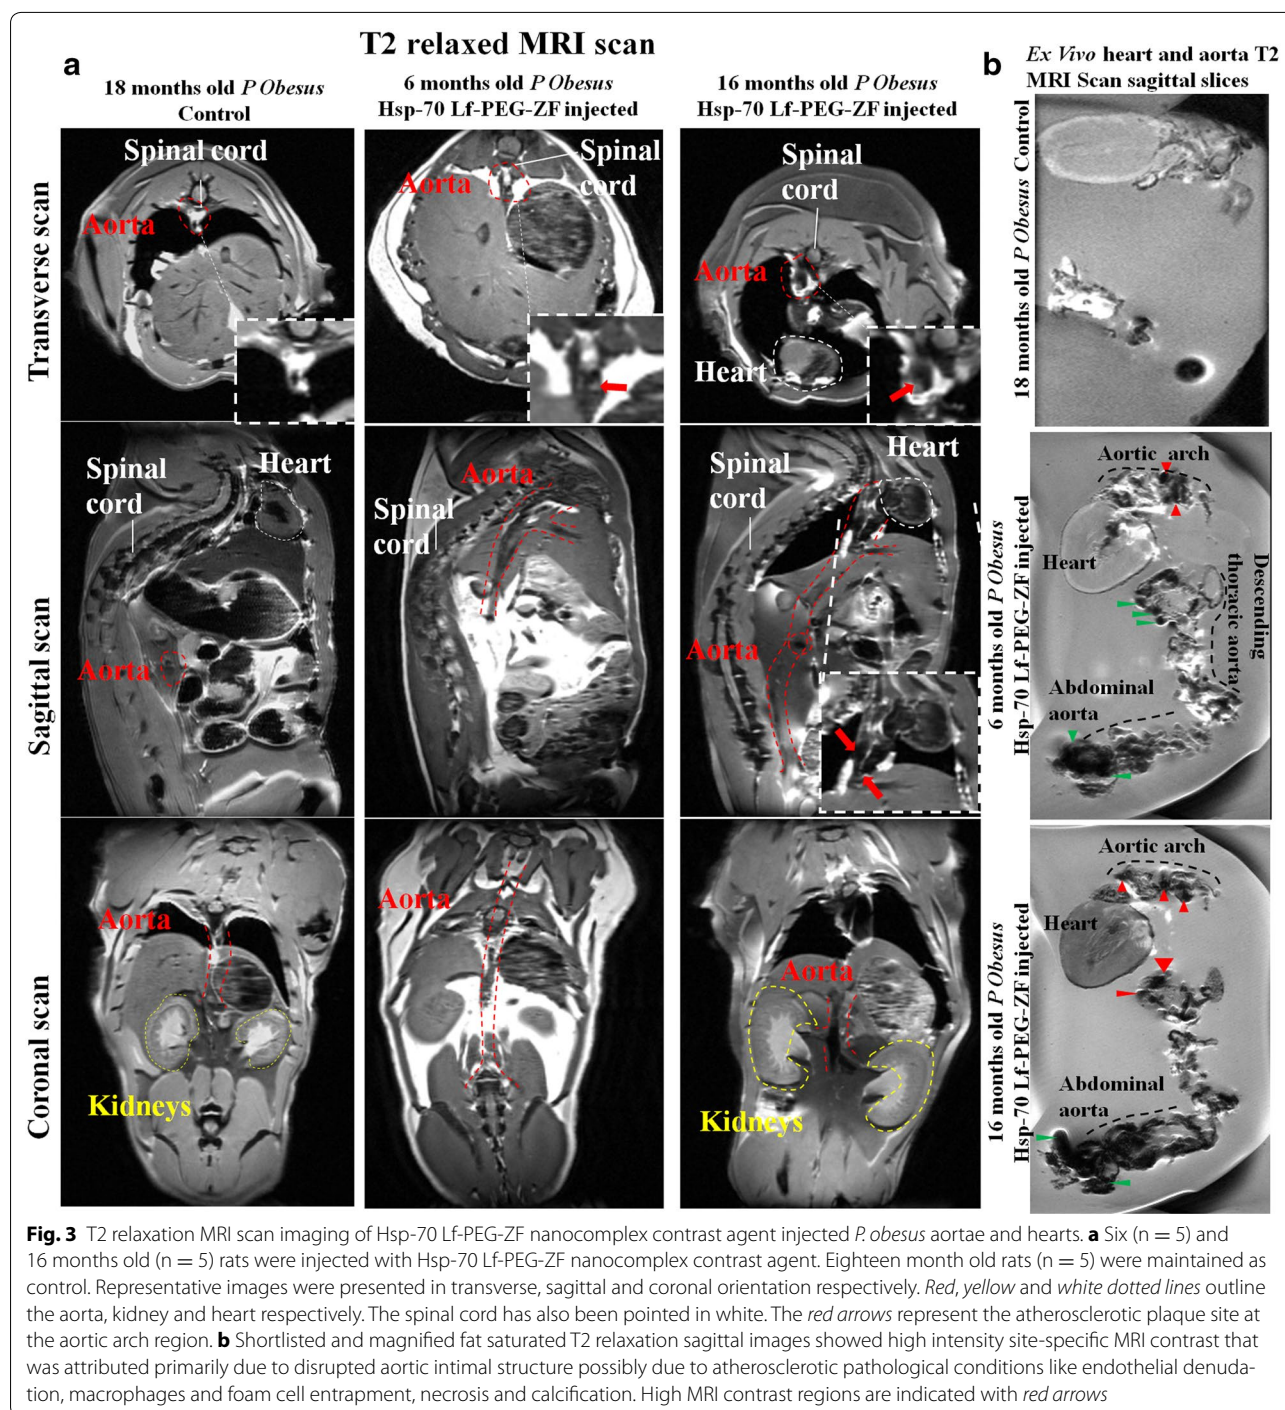 T2 relaxed MRI scan
a
18 months old P Obesus
Control
6 months old P Obesus
Hsp-70 Lf-PEG-ZF injected
16 months old P Obesus
Hsp-70 Lf-PEG-ZF injected
b
Ex Vivo heart and aorta T2
MRI Scan sagittal slices
Transverse scan
Spinal cord
Aorta
Spinal
cord
Aorta
Spinal
cord
Aorta
Heart
18 months old P Obesus Control
Sagittal scan
Spinal
cord
Heart
Aorta
Aorta
Spinal
cord
Spinal
cord
Heart
Aorta
6 months old P Obesus
Hsp-70 Lf-PEG-ZF injected
Aortic arch
Heart
Descending
thoracic aorta
Abdominal
aorta
Coronal scan
Aorta
Kidneys
Aorta
Aorta
Kidneys
16 months old P Obesus
Hsp-70 Lf-PEG-ZF injected
Aortic arch
Heart
Abdominal
aorta
Fig. 3 T2 relaxation MRI scan imaging of Hsp-70 Lf-PEG-ZF nanocomplex contrast agent injected P. obesus aortae and hearts. a Six (n = 5) and
16 months old (n = 5) rats were injected with Hsp-70 Lf-PEG-ZF nanocomplex contrast agent. Eighteen month old rats (n = 5) were maintained as
control. Representative images were presented in transverse, sagittal and coronal orientation respectively. Red, yellow and white dotted lines outline
the aorta, kidney and heart respectively. The spinal cord has also been pointed in white. The red arrows represent the atherosclerotic plaque site at
the aortic arch region. b Shortlisted and magnified fat saturated T2 relaxation sagittal images showed high intensity site-specific MRI contrast that
was attributed primarily due to disrupted aortic intimal structure possibly due to atherosclerotic pathological conditions like endothelial denuda-
tion, macrophages and foam cell entrapment, necrosis and calcification. High MRI contrast regions are indicated with red arrows